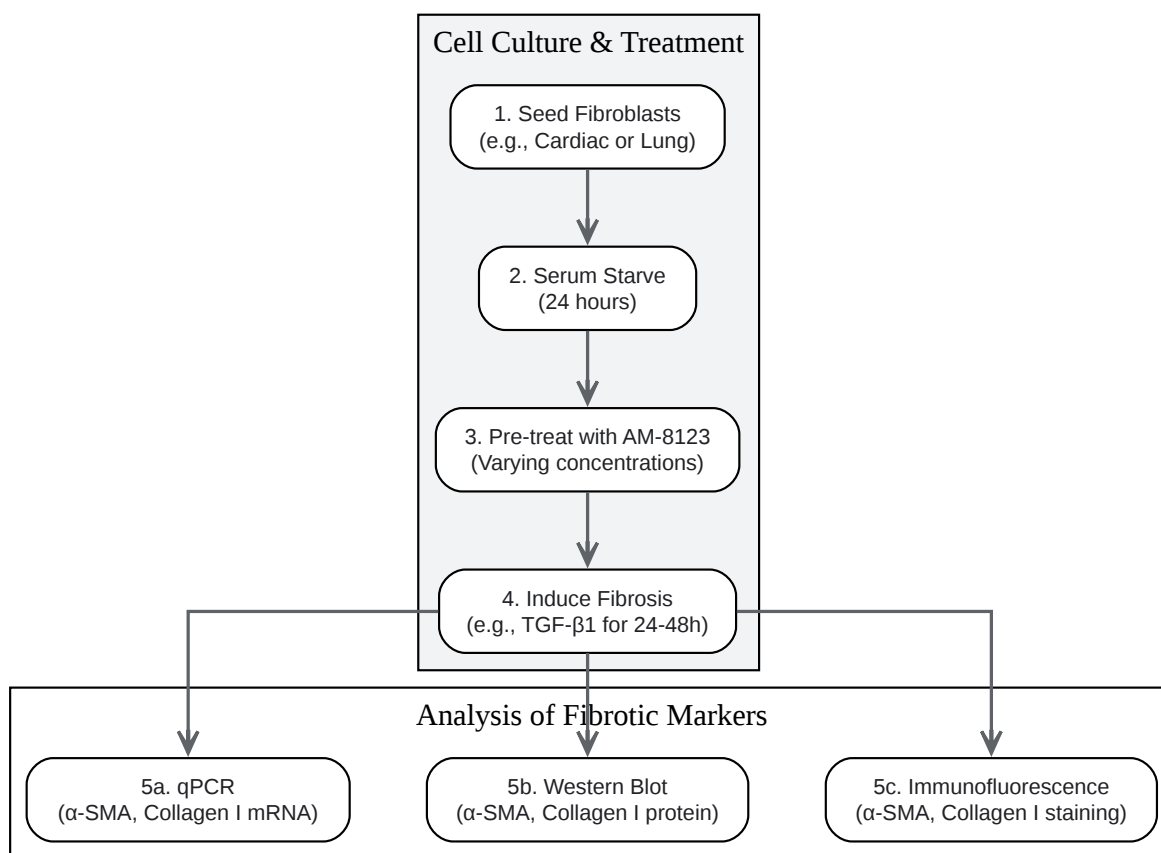 Cell Culture & Treatment
1. Seed Fibroblasts
(e.g., Cardiac or Lung)
2. Serum Starve
(24 hours)
3. Pre-treat with AM-8123
(Varying concentrations)
4. Induce Fibrosis
(e.g., TGF-β1 for 24-48h)
Analysis of Fibrotic Markers
5a. qPCR
(α-SMA, Collagen I mRNA)
5b. Western Blot
(α-SMA, Collagen I protein)
5c. Immunofluorescence
(α-SMA, Collagen I staining)